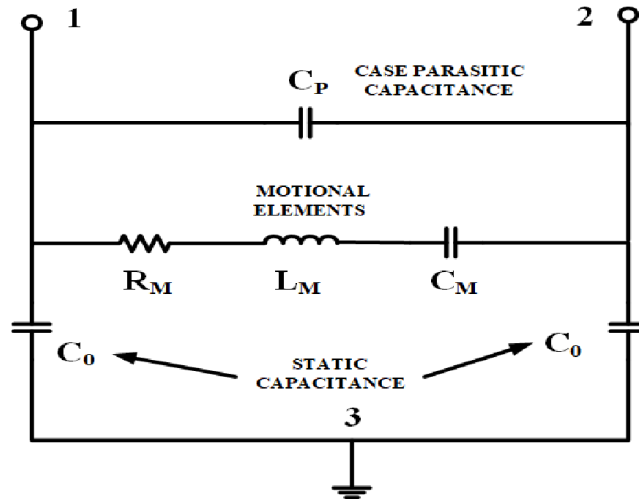 1
2
CASE PARASITIC
CAPACITANCE
CP
MOTIONAL
ELEMENTS
RM
LM
CM
C0
C0
STATIC
CAPACITANCE
3